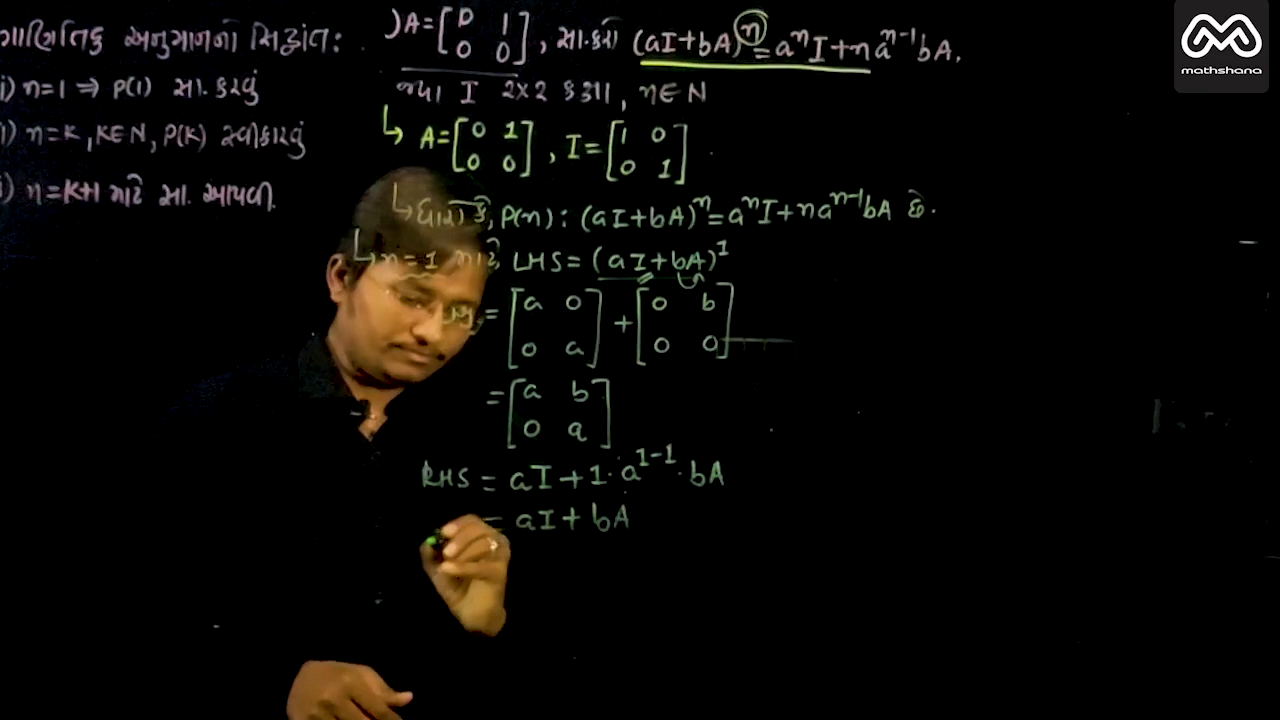 ગાણિતિક અનુમાનનો સિદ્ધાંત:
i) n=1 ⇒ P(1) સા. કરવું
i) n=K, K∈N, P(K) સ્વીકારવું
i) n=K+1 માટે સા. આપવી.
) A=[0 1; 0 0], સા.કરો (aI+bA)^n=a^n I+n a^{n-1} bA.
જ્યાં I 2×2 કક્ષા, n∈N
↳ A=[0 1; 0 0], I=[1 0; 0 1].
↳ ધારો કે, P(n): (aI+bA)^n=a^n I+n a^{n-1} bA છે.
↳ n=1 માટે, LHS=(aI+bA)^1
=[a 0; 0 a]+[0 b; 0 0]
=[a b; 0 a]
RHS=aI+1·a^{1-1}·bA
=aI+bA
mathshana